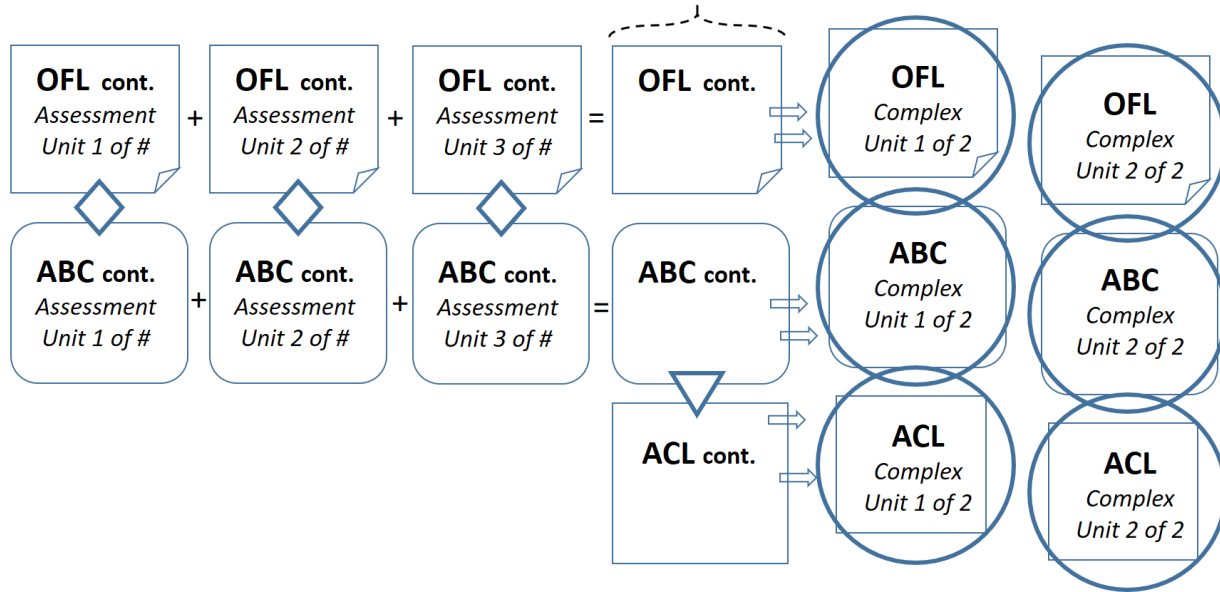 OFL cont.
Assessment
Unit 1 of #
+
OFL cont.
Assessment
Unit 2 of #
+
OFL cont.
Assessment
Unit 3 of #
=
OFL cont.
OFL
Complex
Unit 1 of 2
OFL
Complex
Unit 2 of 2
ABC cont.
Assessment
Unit 1 of #
+
ABC cont.
Assessment
Unit 2 of #
+
ABC cont.
Assessment
Unit 3 of #
=
ABC cont.
ABC
Complex
Unit 1 of 2
ABC
Complex
Unit 2 of 2
ACL cont.
ACL
Complex
Unit 1 of 2
ACL
Complex
Unit 2 of 2